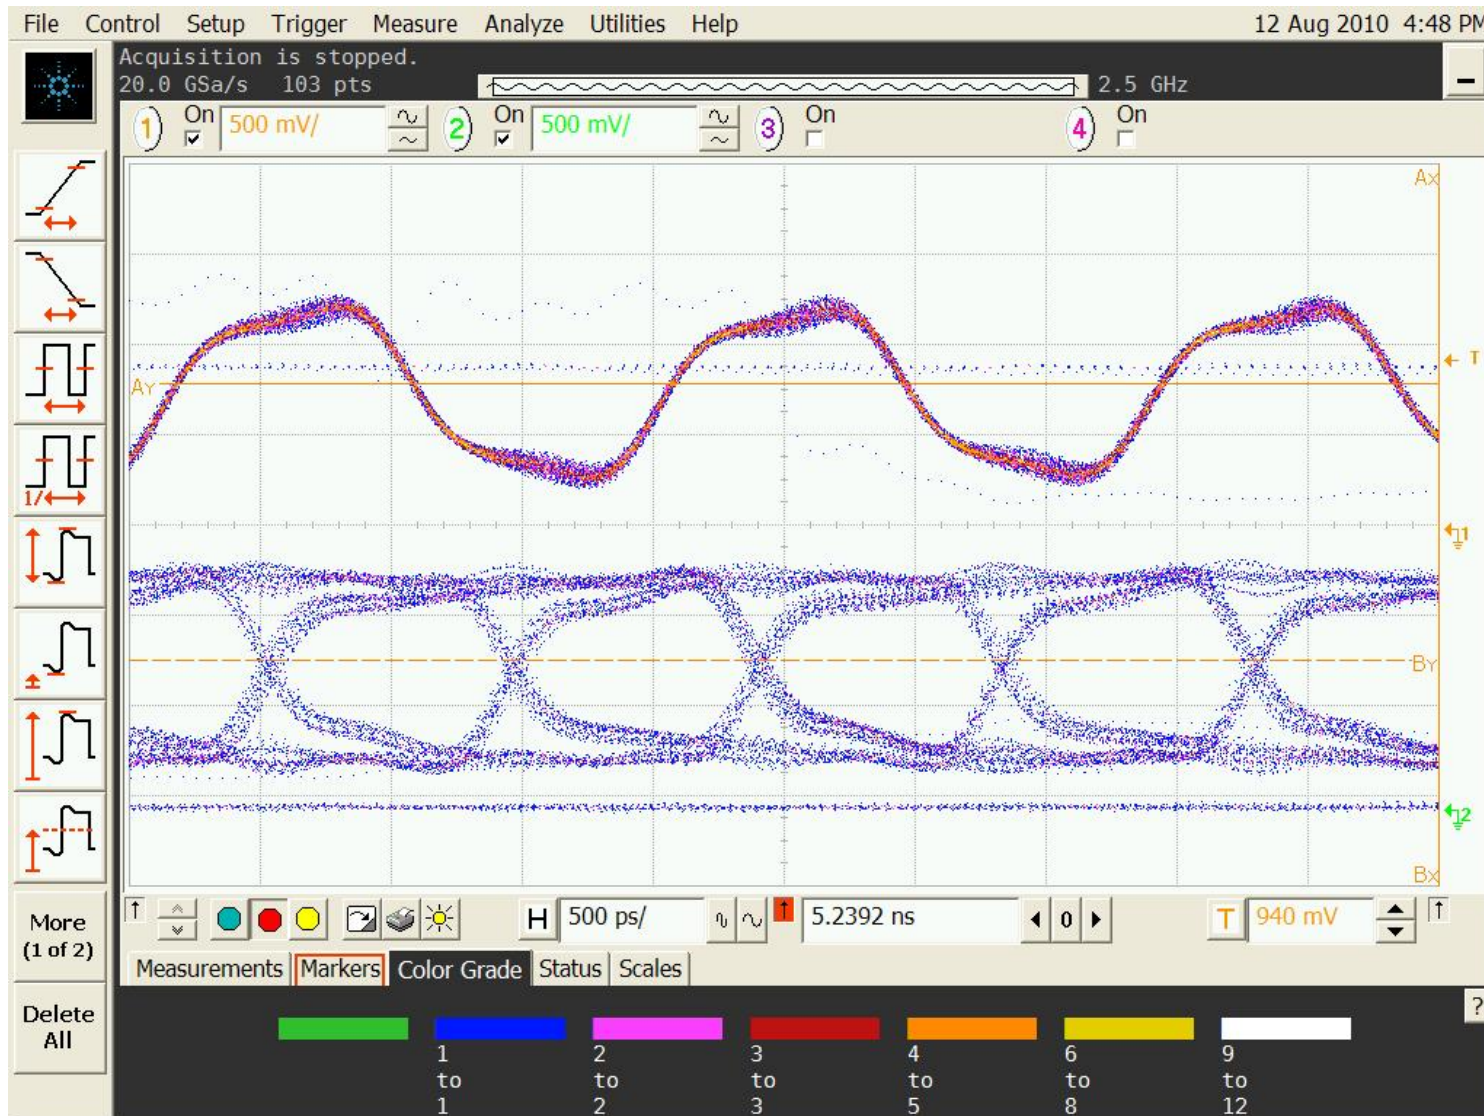 File Control Setup Trigger Measure Analyze Utilities Help 12 Aug 2010 4:48 PM
Acquisition is stopped.
20.0 GSa/s 103 pts 2.5 GHz
1 On 500 mV/ 2 On 500 mV/ 3 On 4 On
Ax
T
Ay
1/
1
By
2
Bx
More
(1 of 2)
H 500 ps/ 5.2392 ns 0 T 940 mV
Measurements Markers Color Grade Status Scales
Delete
All
?
1 2 3 4 6 9
to to to to to to
1 2 3 5 8 12